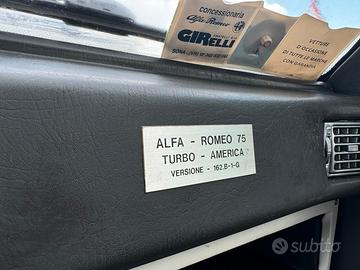 concessionaria
Alfa Romeo
GIRELLI
VETTURE
D'OCCASIONE
DI TUTTE LE MARCHE
CON GARANZIA
ALFA - ROMEO 75
TURBO - AMERICA
VERSIONE - 162.B-1-G
subito